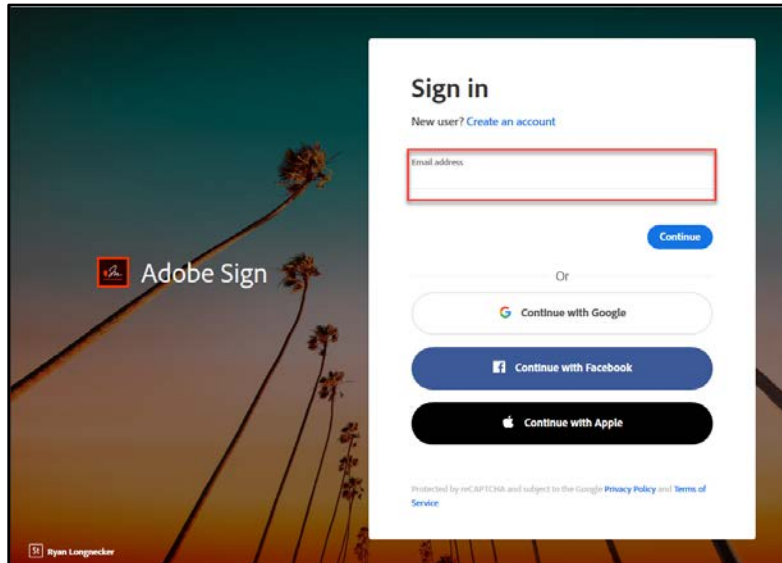 Sign in
New user? Create an account
Email address
Continue
Adobe Sign
Or
Continue with Google
Continue with Facebook
Continue with Apple
Protected by reCAPTCHA and subject to the Google Privacy Policy and Terms of
Service
St Ryan Longnecker